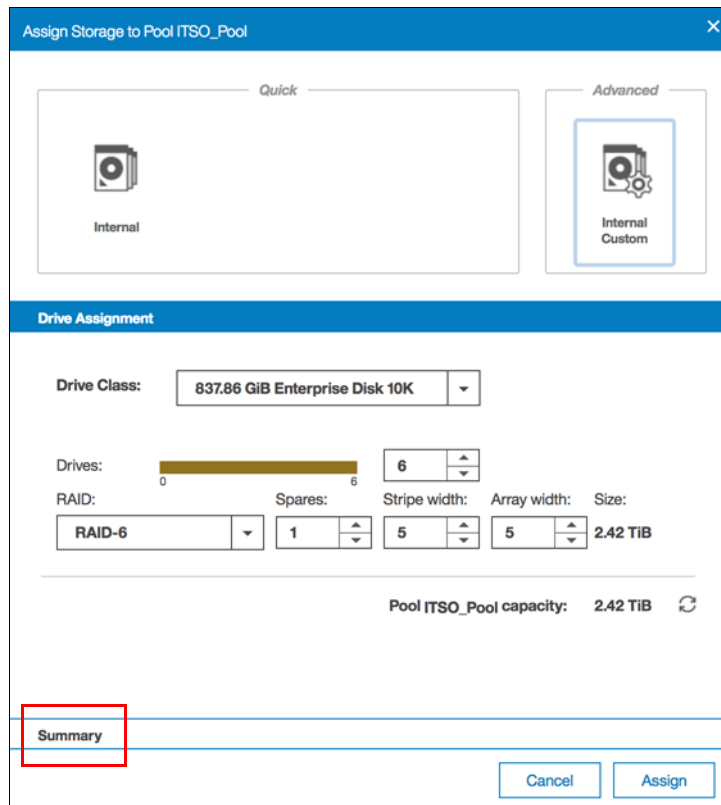 Assign Storage to Pool ITSO_Pool
Quick
Advanced
Internal
Internal
Custom
Drive Assignment
Drive Class: 837.86 GiB Enterprise Disk 10K
Drives: 6
0 6
RAID: Spares: Stripe width: Array width: Size:
RAID-6 1 5 5 2.42 TiB
Pool ITSO_Pool capacity: 2.42 TiB
Summary
Cancel Assign